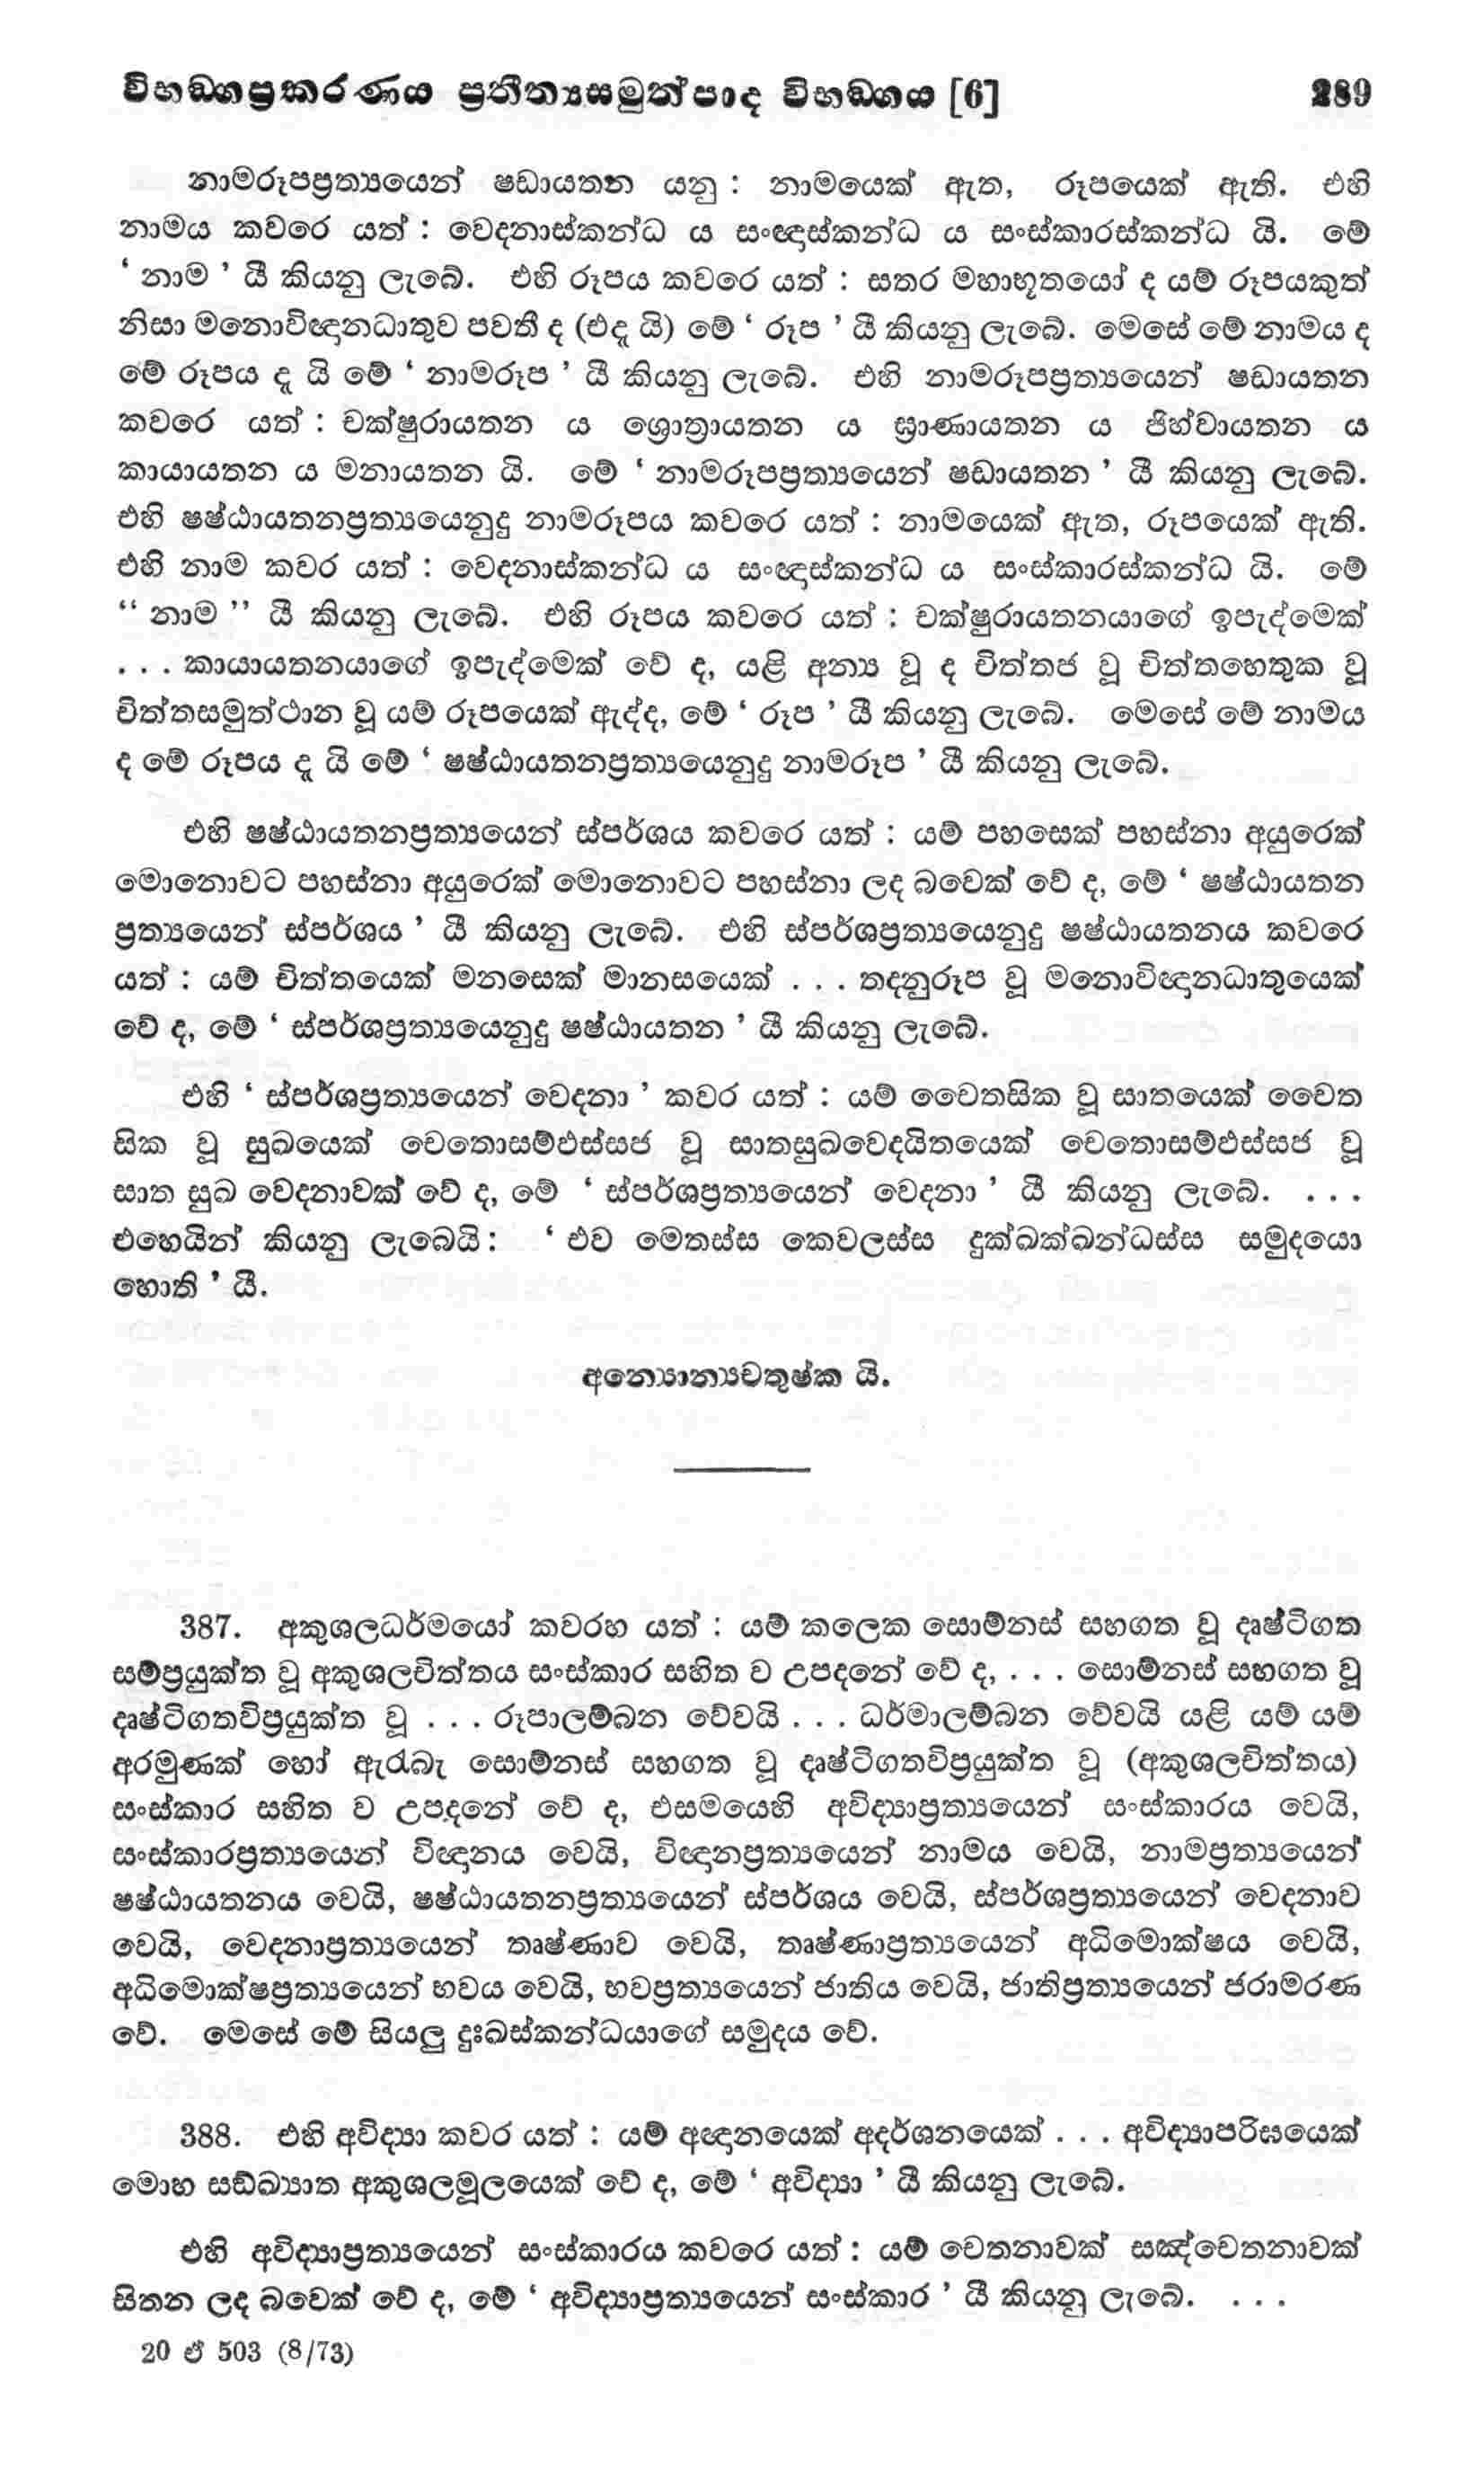 විභඞ්ගප්‍රකරණය ප්‍රතීත්‍යසමුත්පාද විභඞ්ගය [6] 289
නාමරූපප්‍රත්‍යයෙන් ෂඩායතන යනු : නාමයෙක් ඇත, රූපයෙක් ඇති. එහි
නාමය කවරෙ යත් : වෙදනාස්කන්ධ ය සංඥාස්කන්ධ ය සංස්කාරස්කන්ධ යි. මේ
‘ නාම ’ යී කියනු ලැබේ. එහි රූපය කවරෙ යත් : සතර මහාභූතයෝ ද යම් රූපයකුත්
නිසා මනොවිඥානධාතුව පවතී ද (එදෑ යි) මේ ‘ රූප ’ යී කියනු ලැබේ. මෙසේ මේ නාමය ද
මේ රූපය දෑ යි මේ ‘ නාමරූප ’ යී කියනු ලැබේ. එහි නාමරූපප්‍රත්‍යයෙන් ෂඩායතන
කවරෙ යත් : චක්ෂුරායතන ය ශ්‍රොත්‍රායතන ය ඝ්‍රාණායතන ය ජිහ්වායතන ය
කායායතන ය මනායතන යි. මේ ‘ නාමරූපප්‍රත්‍යයෙන් ෂඩායතන ’ යී කියනු ලැබේ.
එහි ෂෂ්ඨායතනප්‍රත්‍යයෙනුදු නාමරූපය කවරෙ යත් : නාමයෙක් ඇත, රූපයෙක් ඇති.
එහි නාම කවර යත් : වෙදනාස්කන්ධ ය සංඥාස්කන්ධ ය සංස්කාරස්කන්ධ යි. මේ
“ නාම ” යී කියනු ලැබේ. එහි රූපය කවරෙ යත් : චක්ෂුරායතනයාගේ ඉපැද්මෙක්
. . . කායායතනයාගේ ඉපැද්මෙක් වේ ද, යළි අන්‍ය වූ ද චිත්තජ වූ චිත්තහෙතුක වූ
චිත්තසමුත්ථාන වූ යම් රූපයෙක් ඇද්ද, මේ ‘ රූප ’ යී කියනු ලැබේ. මෙසේ මේ නාමය
ද මේ රූපය දෑ යි මේ ‘ ෂෂ්ඨායතනප්‍රත්‍යයෙනුදු නාමරූප ’ යී කියනු ලැබේ.
එහි ෂෂ්ඨායතනප්‍රත්‍යයෙන් ස්පර්ශය කවරෙ යත් : යම් පහසෙක් පහස්නා අයුරෙක්
මොනොවට පහස්නා අයුරෙක් මොනොවට පහස්නා ලද බවෙක් වේ ද, මේ ‘ ෂෂ්ඨායතන
ප්‍රත්‍යයෙන් ස්පර්ශය ’ යී කියනු ලැබේ. එහි ස්පර්ශප්‍රත්‍යයෙනුදු ෂෂ්ඨායතනය කවරෙ
යත් : යම් චිත්තයෙක් මනසෙක් මානසයෙක් . . . තදනුරූප වූ මනොවිඥානධාතුයෙක්
වේ ද, මේ ‘ ස්පර්ශප්‍රත්‍යයෙනුදු ෂෂ්ඨායතන ’ යී කියනු ලැබේ.
එහි ‘ ස්පර්ශප්‍රත්‍යයෙන් වෙදනා ’ කවර යත් : යම් චෛතසික වූ සාතයෙක් චෛත
සික වූ සුඛයෙක් චෙතොසම්ඵස්සජ වූ සාතසුඛවෙදයිතයෙක් චෙතොසම්ඵස්සජ වූ
සාත සුඛ වේදනාවක් වේ ද, මේ ‘ ස්පර්ශප්‍රත්‍යයෙන් වෙදනා ’ යී කියනු ලැබේ. . . .
එහෙයින් කියනු ලැබෙයි : ‘ එව මෙතස්ස කෙවලස්ස දුක්ඛක්ඛන්ධස්ස සමුදයො
හොති ’ යී.
අන්‍යොන්‍යචතුෂ්ක යි.
387. අකුශලධර්මයෝ කවරහ යත් : යම් කලෙක සොම්නස් සහගත වූ දෘෂ්ටිගත
සම්ප්‍රයුක්ත වූ අකුශලචිත්තය සංස්කාර සහිත ව උපදනේ වේ ද, . . . සොම්නස් සහගත වූ
දෘෂ්ටිගතවිප්‍රයුක්ත වූ . . . රූපාලම්බන වේවයි . . . ධර්මාලම්බන වේවයි යළි යම් යම්
අරමුණක් හෝ ඇරැබැ සොම්නස් සහගත වූ දෘෂ්ටිගතවිප්‍රයුක්ත වූ (අකුශලචිත්තය)
සංස්කාර සහිත ව උපදනේ වේ ද, එසමයෙහි අවිද්‍යාප්‍රත්‍යයෙන් සංස්කාරය වෙයි,
සංස්කාරප්‍රත්‍යයෙන් විඥානය වෙයි, විඥානප්‍රත්‍යයෙන් නාමය වෙයි, නාමප්‍රත්‍යයෙන්
ෂෂ්ඨායතනය වෙයි, ෂෂ්ඨායතනප්‍රත්‍යයෙන් ස්පර්ශය වෙයි, ස්පර්ශප්‍රත්‍යයෙන් වෙදනාව
වෙයි, වෙදනාප්‍රත්‍යයෙන් තෘෂ්ණාව වෙයි, තෘෂ්ණාප්‍රත්‍යයෙන් අධිමොක්ෂය වෙයි,
අධිමොක්ෂප්‍රත්‍යයෙන් භවය වෙයි, භවප්‍රත්‍යයෙන් ජාතිය වෙයි, ජාතිප්‍රත්‍යයෙන් ජරාමරණ
වේ. මෙසේ මේ සියලු දුඃඛස්කන්ධයාගේ සමුදය වේ.
388. එහි අවිද්‍යා කවර යත් : යම් අඥානයෙක් අදර්ශනයෙක් . . . අවිද්‍යාපරිඝයෙක්
මොහ සඞ්ඛ්‍යාත අකුශලමූලයෙක් වේ ද, මේ ‘ අවිද්‍යා ’ යී කියනු ලැබේ.
එහි අවිද්‍යාප්‍රත්‍යයෙන් සංස්කාරය කවරෙ යත් : යම් චෙතනාවක් සඤ්චෙතනාවක්
සිතන ලද බවෙක් වේ ද, මේ ‘ අවිද්‍යාප්‍රත්‍යයෙන් සංස්කාර ’ යී කියනු ලැබේ. . . .
20 ඒ 503 (8/73)